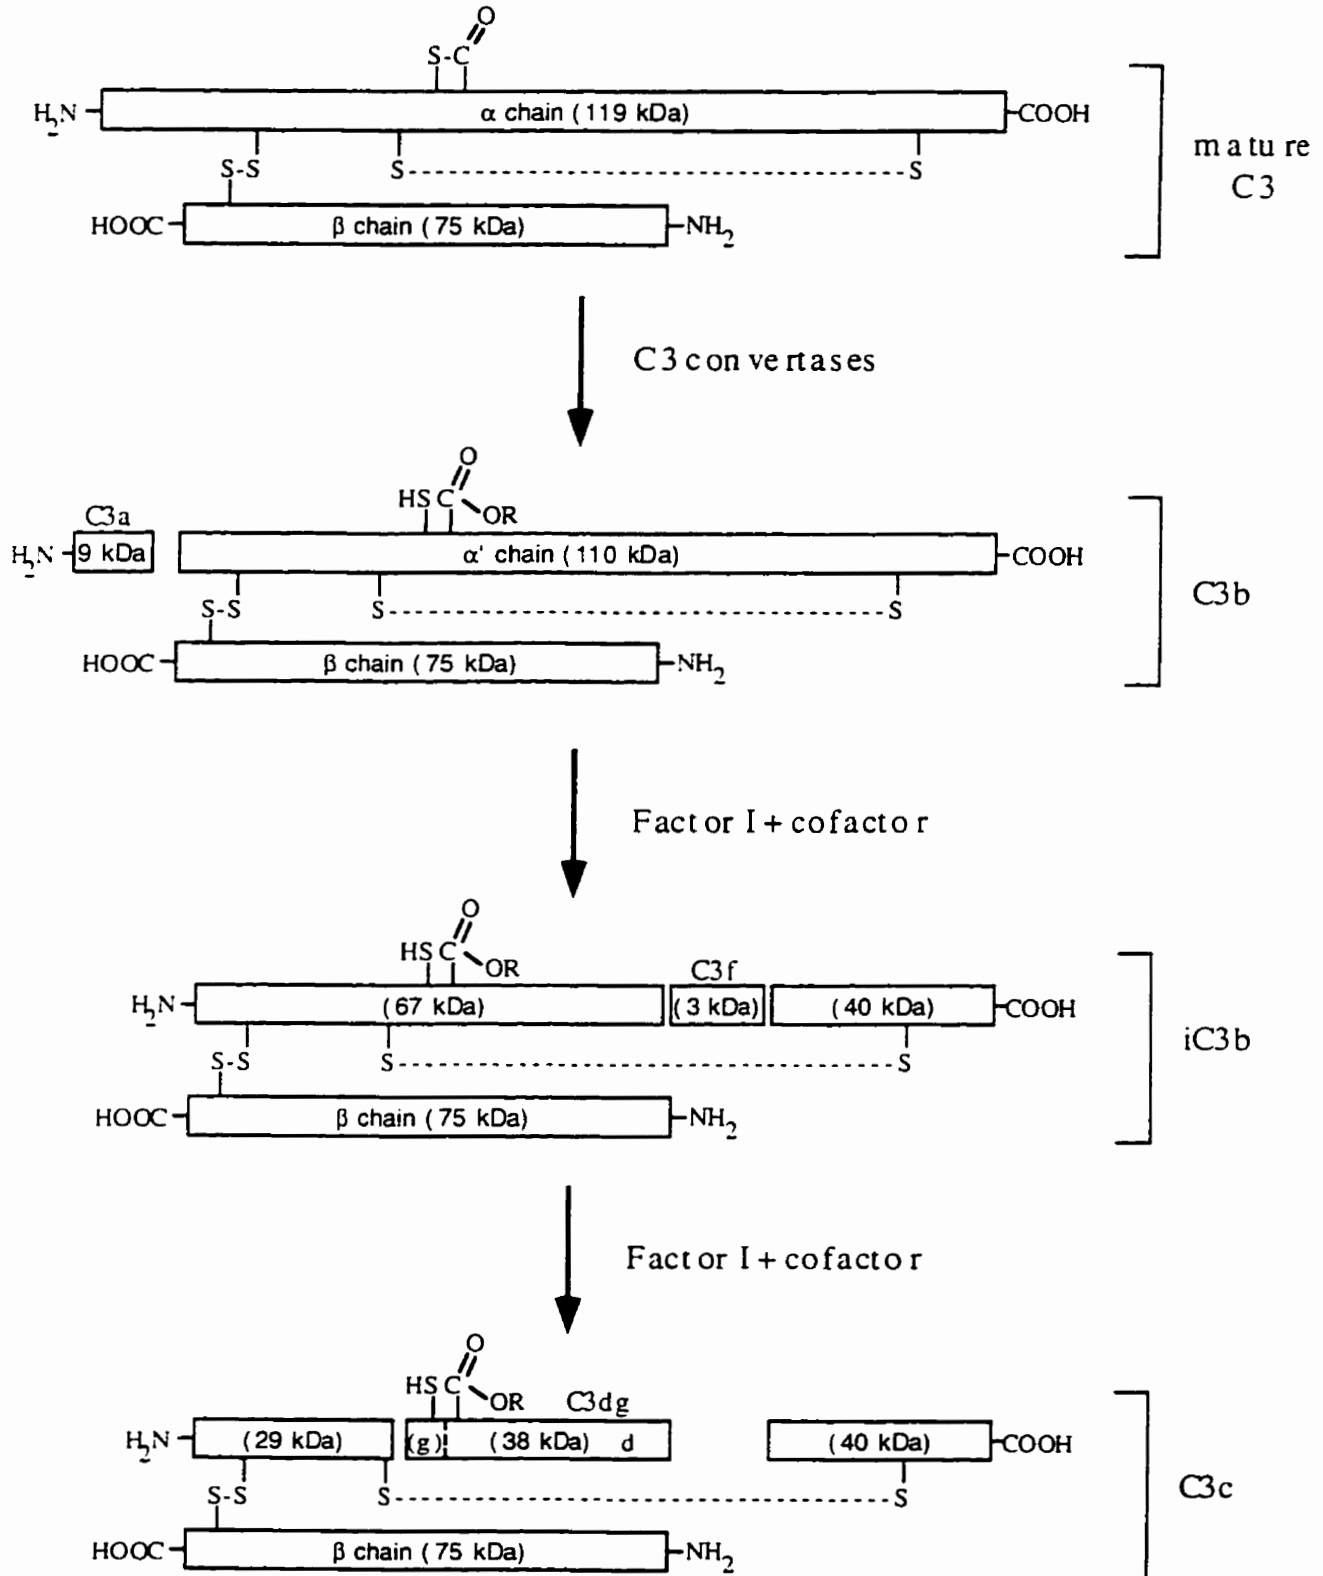 O
S-C
H2N α chain (119 kDa) COOH
S-S S S
HOOC β chain (75 kDa) NH2
mature
C3
C3 convertases
O
HS C
OR
C3a
H2N 9 kDa α' chain (110 kDa) COOH
S-S S S
HOOC β chain (75 kDa) NH2
C3b
Factor I + cofactor
O
HS C
OR
C3f
H2N (67 kDa) (3 kDa) (40 kDa) COOH
S-S S S
HOOC β chain (75 kDa) NH2
iC3b
Factor I + cofactor
O
HS C
OR C3dg
H2N (29 kDa) (g) (38 kDa) d (40 kDa) COOH
S-S S S
HOOC β chain (75 kDa) NH2
C3c